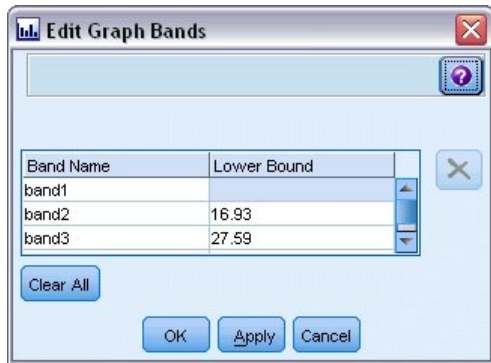 Edit Graph Bands
?
Band Name Lower Bound
band1
band2 16.93
band3 27.59
Clear All
OK Apply Cancel